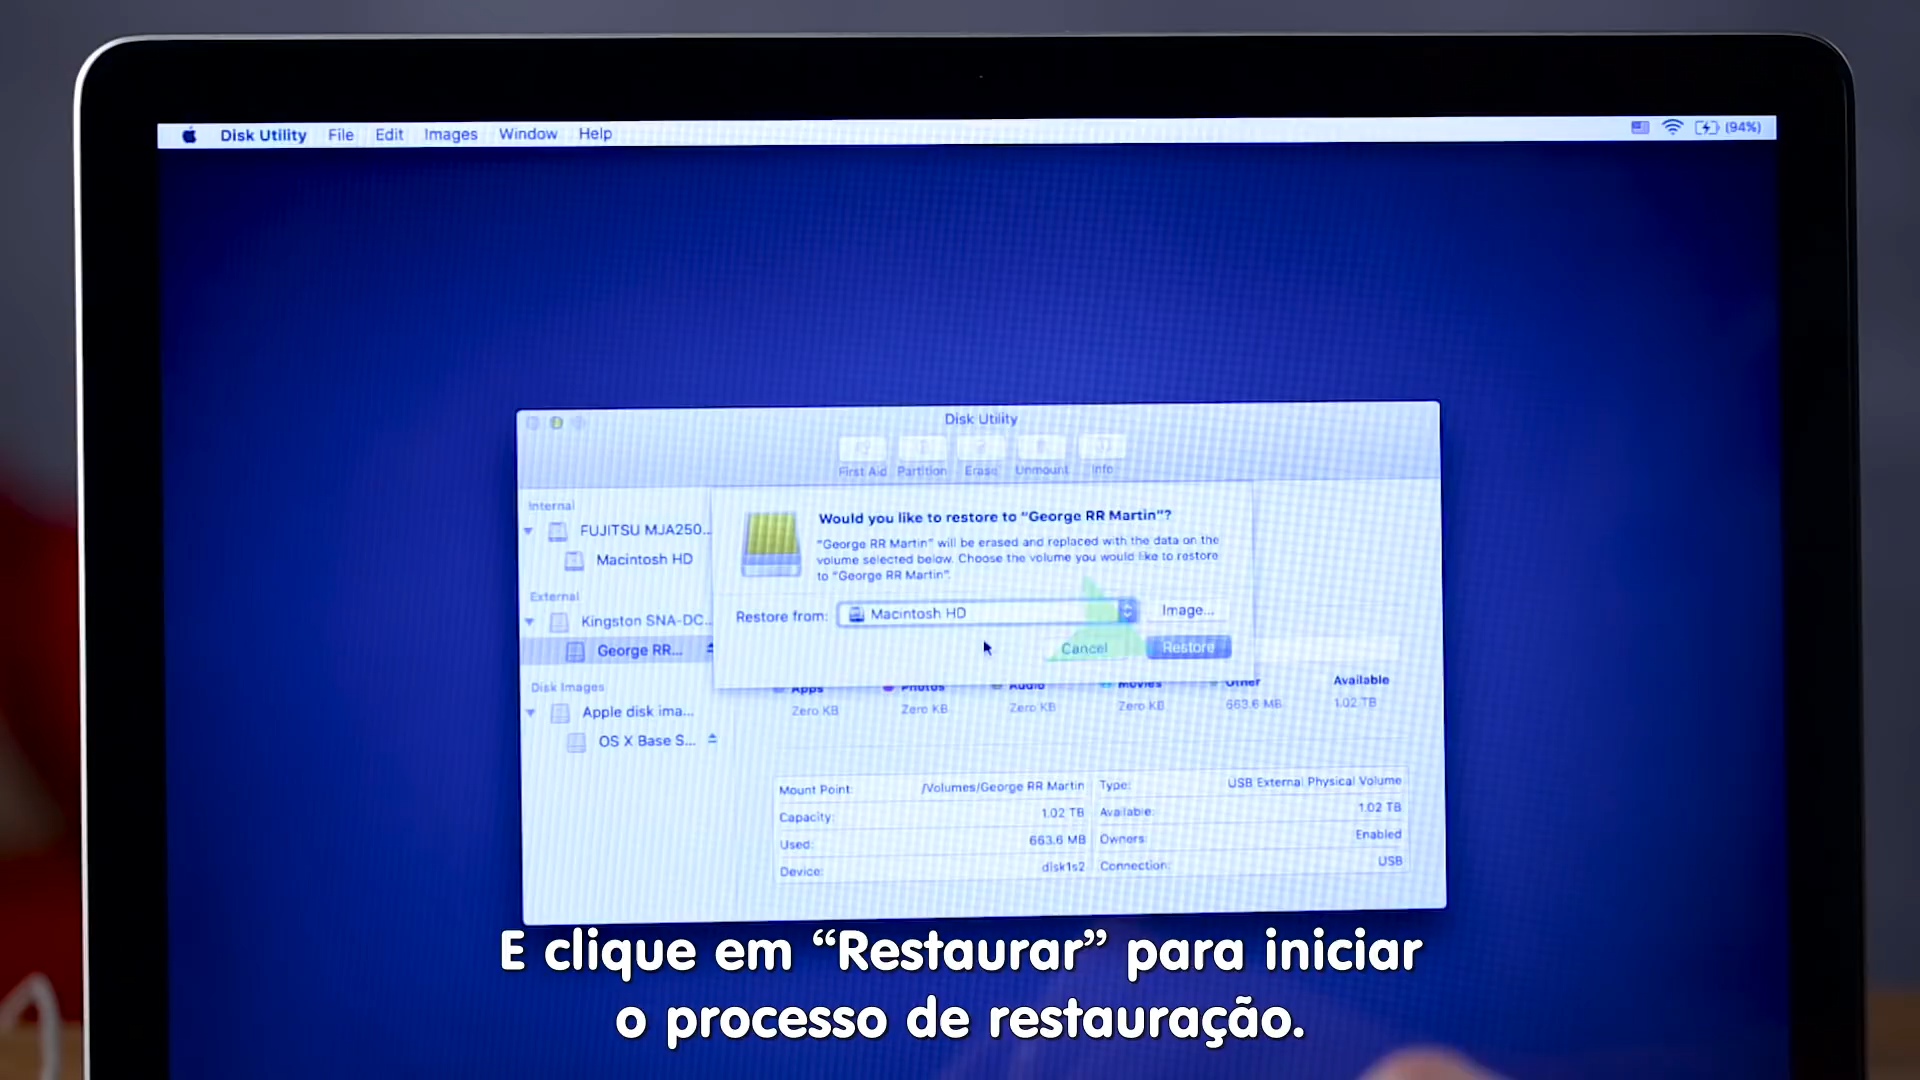 Disk Utility File Edit Images Window Help (94%)
Disk Utility
First Aid Partition Erase Unmount Info
Internal
FUJITSU MJA250...
Macintosh HD
External
Kingston SNA-DC...
George RR...
Disk Images
Apple disk ima...
OS X Base S...
Would you like to restore to “George RR Martin”?
“George RR Martin” will be erased and replaced with the data on the
volume selected below. Choose the volume you would like to restore
to “George RR Martin”.
Restore from: Macintosh HD Image...
Cancel Restore
Apps Photos Audio Movies Other Available
Zero KB Zero KB Zero KB Zero KB 663.6 MB 1.02 TB
Mount Point: /Volumes/George RR Martin Type: USB External Physical Volume
Capacity: 1.02 TB Available: 1.02 TB
Used: 663.6 MB Owners: Enabled
Device: disk1s2 Connection: USB
E clique em “Restaurar” para iniciar
o processo de restauração.